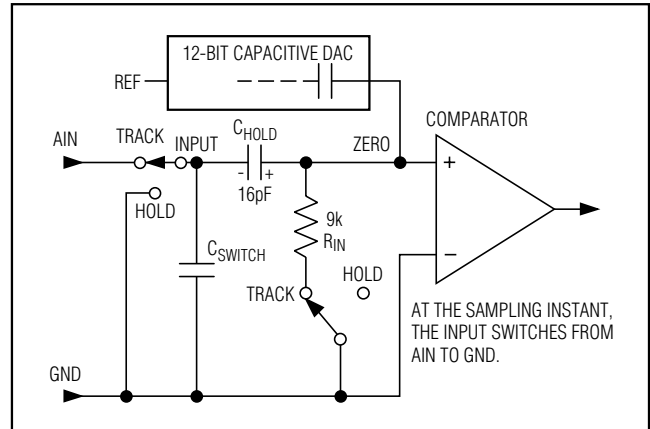 12-BIT CAPACITIVE DAC
REF
COMPARATOR
AIN
TRACK
INPUT
CHOLD
ZERO
- +
16pF
+
HOLD
9k
RIN
CSWITCH
HOLD
TRACK
−
AT THE SAMPLING INSTANT,
THE INPUT SWITCHES FROM
AIN TO GND.
GND